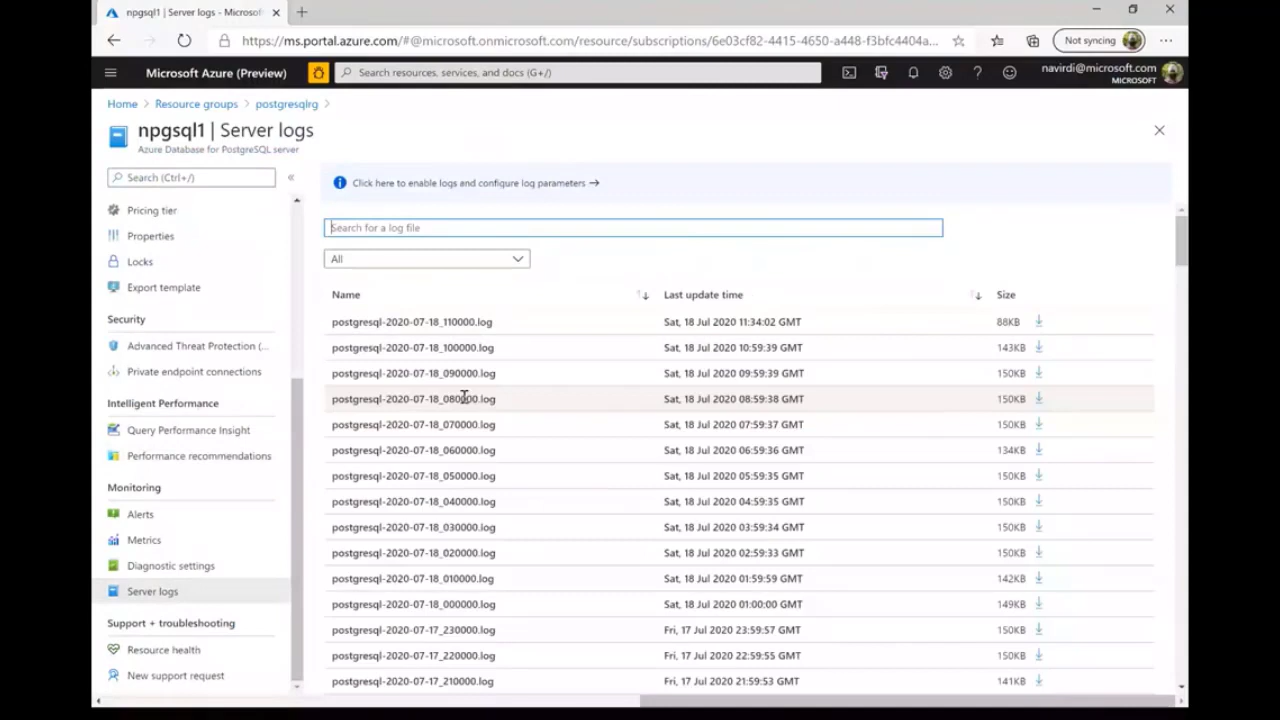 npgsql1 | Server logs - Microsof
https://ms.portal.azure.com/#@microsoft.onmicrosoft.com/resource/subscriptions/6e03cf82-4415-4650-a448-f3bfc4404a...
Not syncing
Microsoft Azure (Preview)
Search resources, services, and docs (G+/)
navirdi@microsoft.com
MICROSOFT
Home > Resource groups > postgresqlrg >
npgsql1 | Server logs
Azure Database for PostgreSQL server
Search (Ctrl+/)
Pricing tier
Properties
Locks
Export template
Security
Advanced Threat Protection (...
Private endpoint connections
Intelligent Performance
Query Performance Insight
Performance recommendations
Monitoring
Alerts
Metrics
Diagnostic settings
Server logs
Support + troubleshooting
Resource health
New support request
Click here to enable logs and configure log parameters →
Search for a log file
All
Name Last update time Size
postgresql-2020-07-18_110000.log Sat, 18 Jul 2020 11:34:02 GMT 88KB
postgresql-2020-07-18_100000.log Sat, 18 Jul 2020 10:59:39 GMT 143KB
postgresql-2020-07-18_090000.log Sat, 18 Jul 2020 09:59:39 GMT 150KB
postgresql-2020-07-18_080000.log Sat, 18 Jul 2020 08:59:38 GMT 150KB
postgresql-2020-07-18_070000.log Sat, 18 Jul 2020 07:59:37 GMT 150KB
postgresql-2020-07-18_060000.log Sat, 18 Jul 2020 06:59:36 GMT 134KB
postgresql-2020-07-18_050000.log Sat, 18 Jul 2020 05:59:35 GMT 150KB
postgresql-2020-07-18_040000.log Sat, 18 Jul 2020 04:59:35 GMT 150KB
postgresql-2020-07-18_030000.log Sat, 18 Jul 2020 03:59:34 GMT 150KB
postgresql-2020-07-18_020000.log Sat, 18 Jul 2020 02:59:33 GMT 150KB
postgresql-2020-07-18_010000.log Sat, 18 Jul 2020 01:59:59 GMT 142KB
postgresql-2020-07-18_000000.log Sat, 18 Jul 2020 01:00:00 GMT 149KB
postgresql-2020-07-17_230000.log Fri, 17 Jul 2020 23:59:57 GMT 150KB
postgresql-2020-07-17_220000.log Fri, 17 Jul 2020 22:59:55 GMT 150KB
postgresql-2020-07-17_210000.log Fri, 17 Jul 2020 21:59:53 GMT 141KB